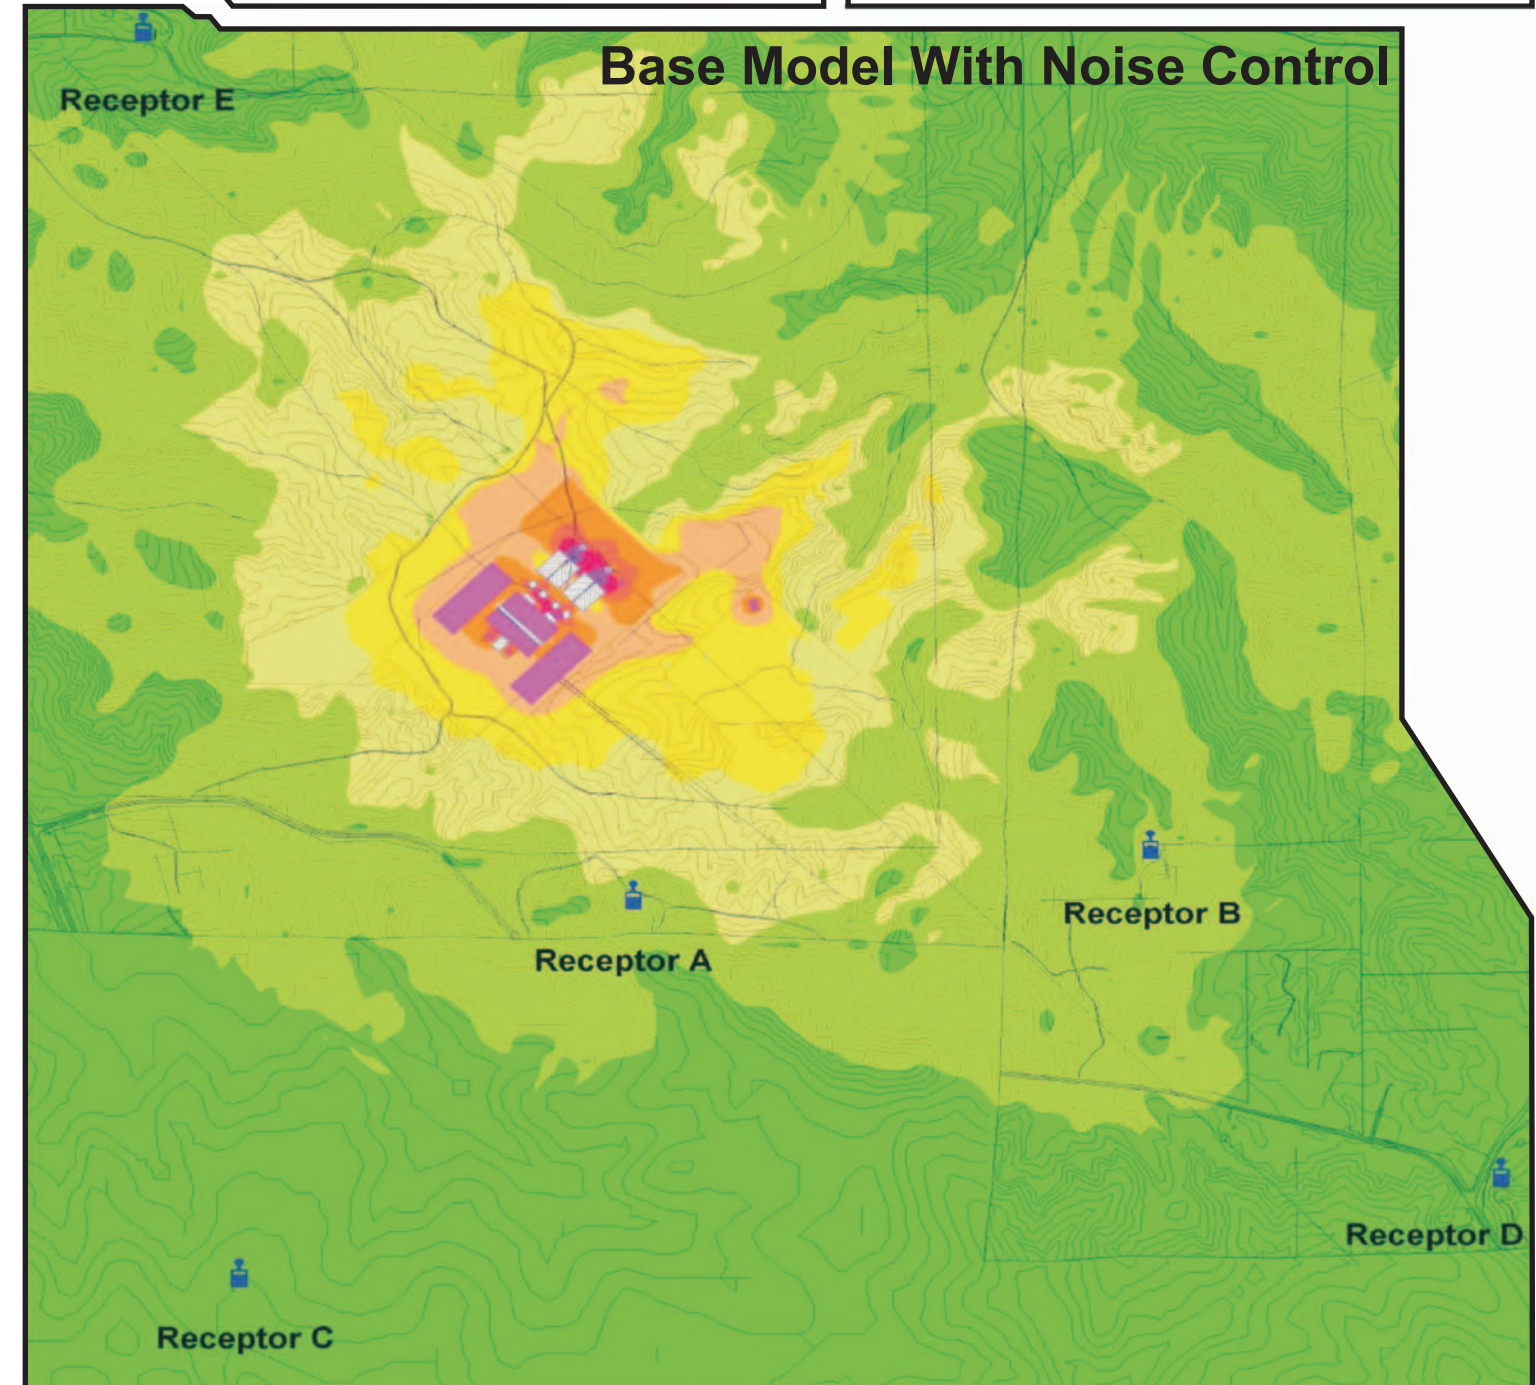 Base Model With Noise Control
Receptor E
Receptor B
Receptor A
Receptor D
Receptor C